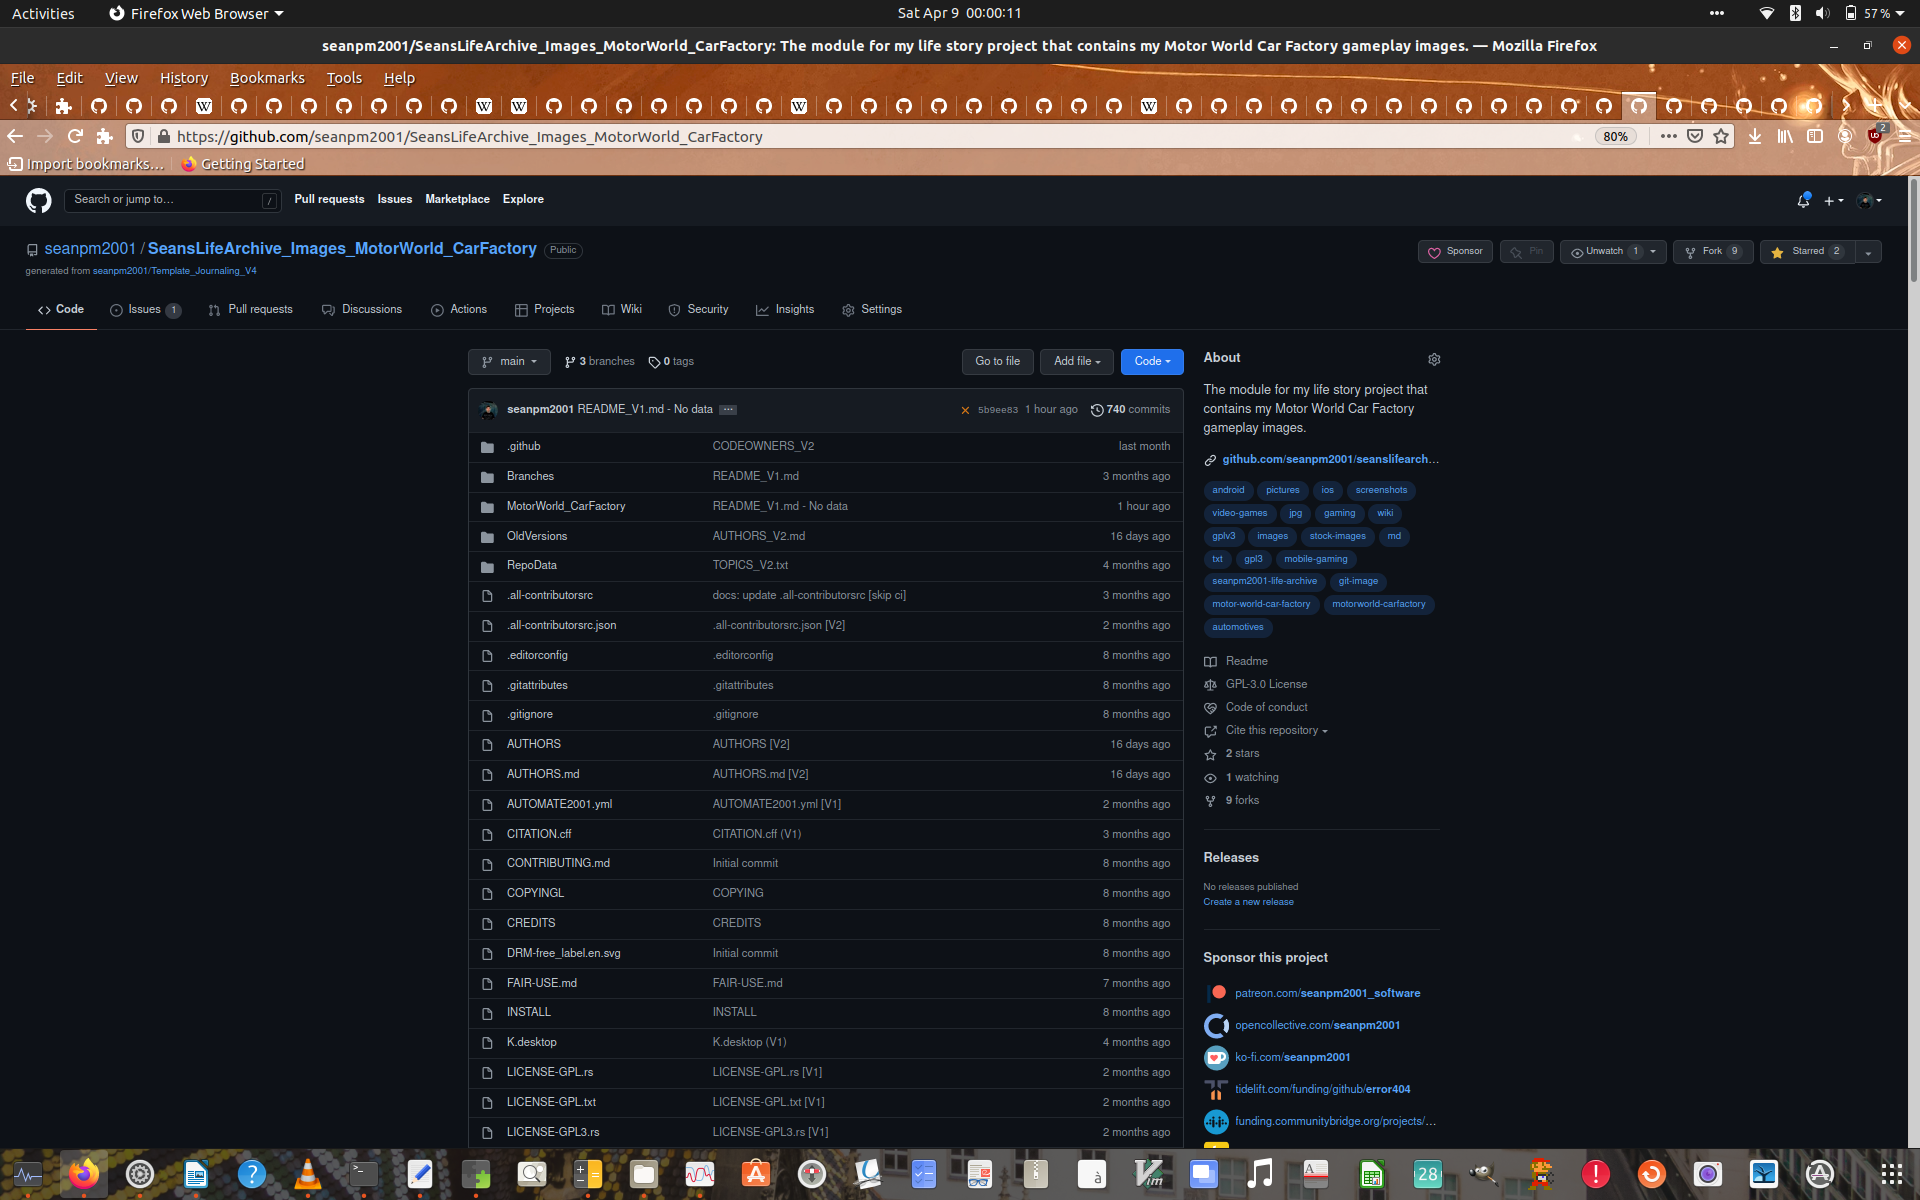 Activities Firefox Web Browser Sat Apr 9 00:00:11 57 %
seanpm2001/SeansLifeArchive_Images_MotorWorld_CarFactory: The module for my life story project that contains my Motor World Car Factory gameplay images. — Mozilla Firefox
File Edit View History Bookmarks Tools Help
https://github.com/seanpm2001/SeansLifeArchive_Images_MotorWorld_CarFactory 80% 2
Import bookmarks… Getting Started
Search or jump to… / Pull requests Issues Marketplace Explore
seanpm2001 / SeansLifeArchive_Images_MotorWorld_CarFactory Public Sponsor Pin Unwatch 1 Fork 9 Starred 2
generated from seanpm2001/Template_Journaling_V4
Code Issues 1 Pull requests Discussions Actions Projects Wiki Security Insights Settings
main 3 branches 0 tags Go to file Add file Code
seanpm2001 README_V1.md - No data ··· 5b9ee83 1 hour ago 740 commits
.github CODEOWNERS_V2 last month
Branches README_V1.md 3 months ago
MotorWorld_CarFactory README_V1.md - No data 1 hour ago
OldVersions AUTHORS_V2.md 16 days ago
RepoData TOPICS_V2.txt 4 months ago
.all-contributorsrc docs: update .all-contributorsrc [skip ci] 3 months ago
.all-contributorsrc.json .all-contributorsrc.json [V2] 2 months ago
.editorconfig .editorconfig 8 months ago
.gitattributes .gitattributes 8 months ago
.gitignore .gitignore 8 months ago
AUTHORS AUTHORS [V2] 16 days ago
AUTHORS.md AUTHORS.md [V2] 16 days ago
AUTOMATE2001.yml AUTOMATE2001.yml [V1] 2 months ago
CITATION.cff CITATION.cff (V1) 3 months ago
CONTRIBUTING.md Initial commit 8 months ago
COPYINGL COPYING 8 months ago
CREDITS CREDITS 8 months ago
DRM-free_label.en.svg Initial commit 8 months ago
FAIR-USE.md FAIR-USE.md 7 months ago
INSTALL INSTALL 8 months ago
K.desktop K.desktop (V1) 4 months ago
LICENSE-GPL.rs LICENSE-GPL.rs [V1] 2 months ago
LICENSE-GPL.txt LICENSE-GPL.txt [V1] 2 months ago
LICENSE-GPL3.rs LICENSE-GPL3.rs [V1] 2 months ago
About
The module for my life story project that
contains my Motor World Car Factory
gameplay images.
github.com/seanpm2001/seanslifearch…
android pictures ios screenshots
video-games jpg gaming wiki
gplv3 images stock-images md
txt gpl3 mobile-gaming
seanpm2001-life-archive git-image
motor-world-car-factory motorworld-carfactory
automotives
Readme
GPL-3.0 License
Code of conduct
Cite this repository
2 stars
1 watching
9 forks
Releases
No releases published
Create a new release
Sponsor this project
patreon.com/seanpm2001_software
opencollective.com/seanpm2001
ko-fi.com/seanpm2001
tidelift.com/funding/github/error404
funding.communitybridge.org/projects/…
28